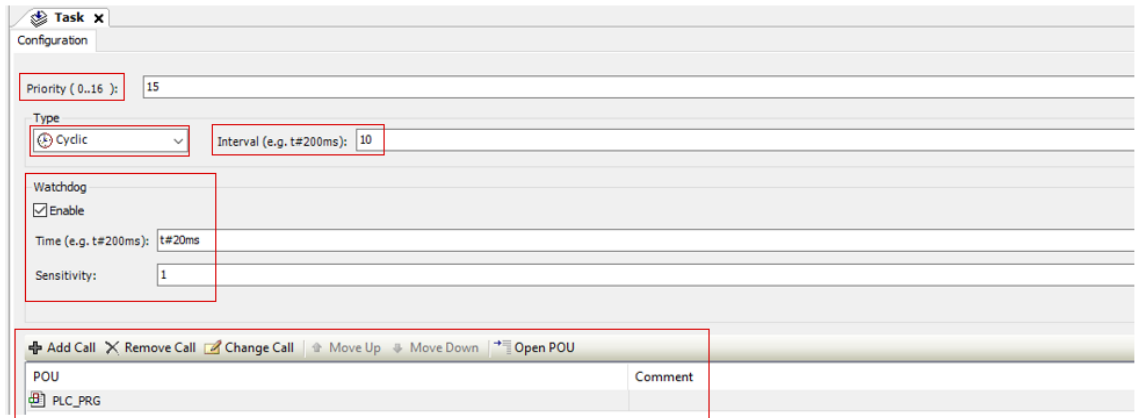 Task x
Configuration
Priority ( 0..16 ): 15
Type
Cyclic Interval (e.g. t#200ms): 10
Watchdog
Enable
Time (e.g. t#200ms): t#20ms
Sensitivity: 1
Add Call Remove Call Change Call Move Up Move Down Open POU
POU Comment
PLC_PRG